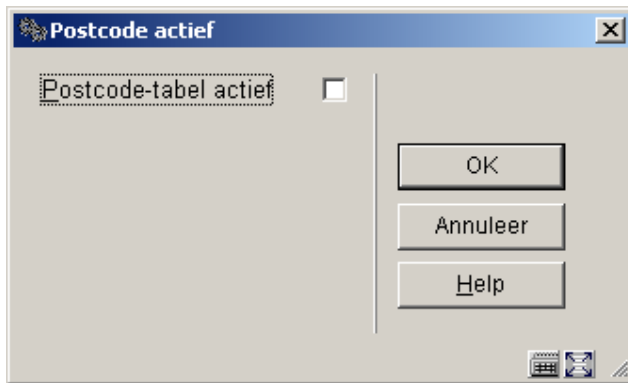 Postcode actief
Postcode-tabel actief
OK
Annuleer
Help